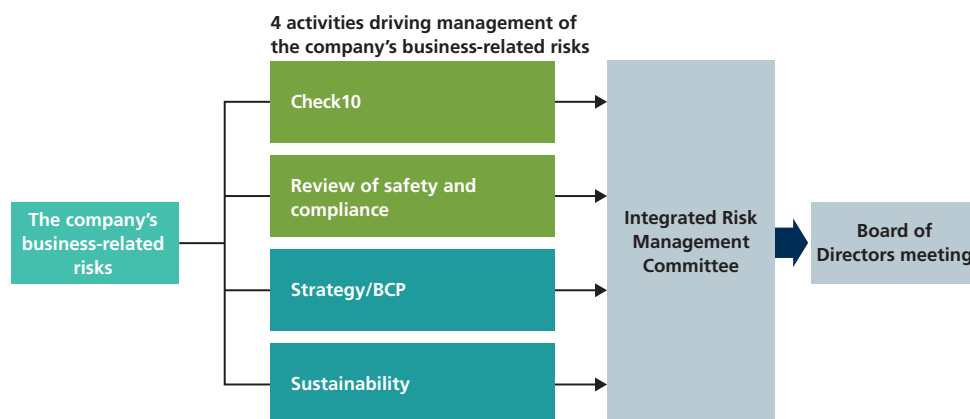 4 activities driving management of
the company’s business-related risks
Check10
Review of safety and
compliance
The company’s
business-related
risks
Strategy/BCP
Sustainability
Integrated Risk
Management
Committee
Board of
Directors meeting